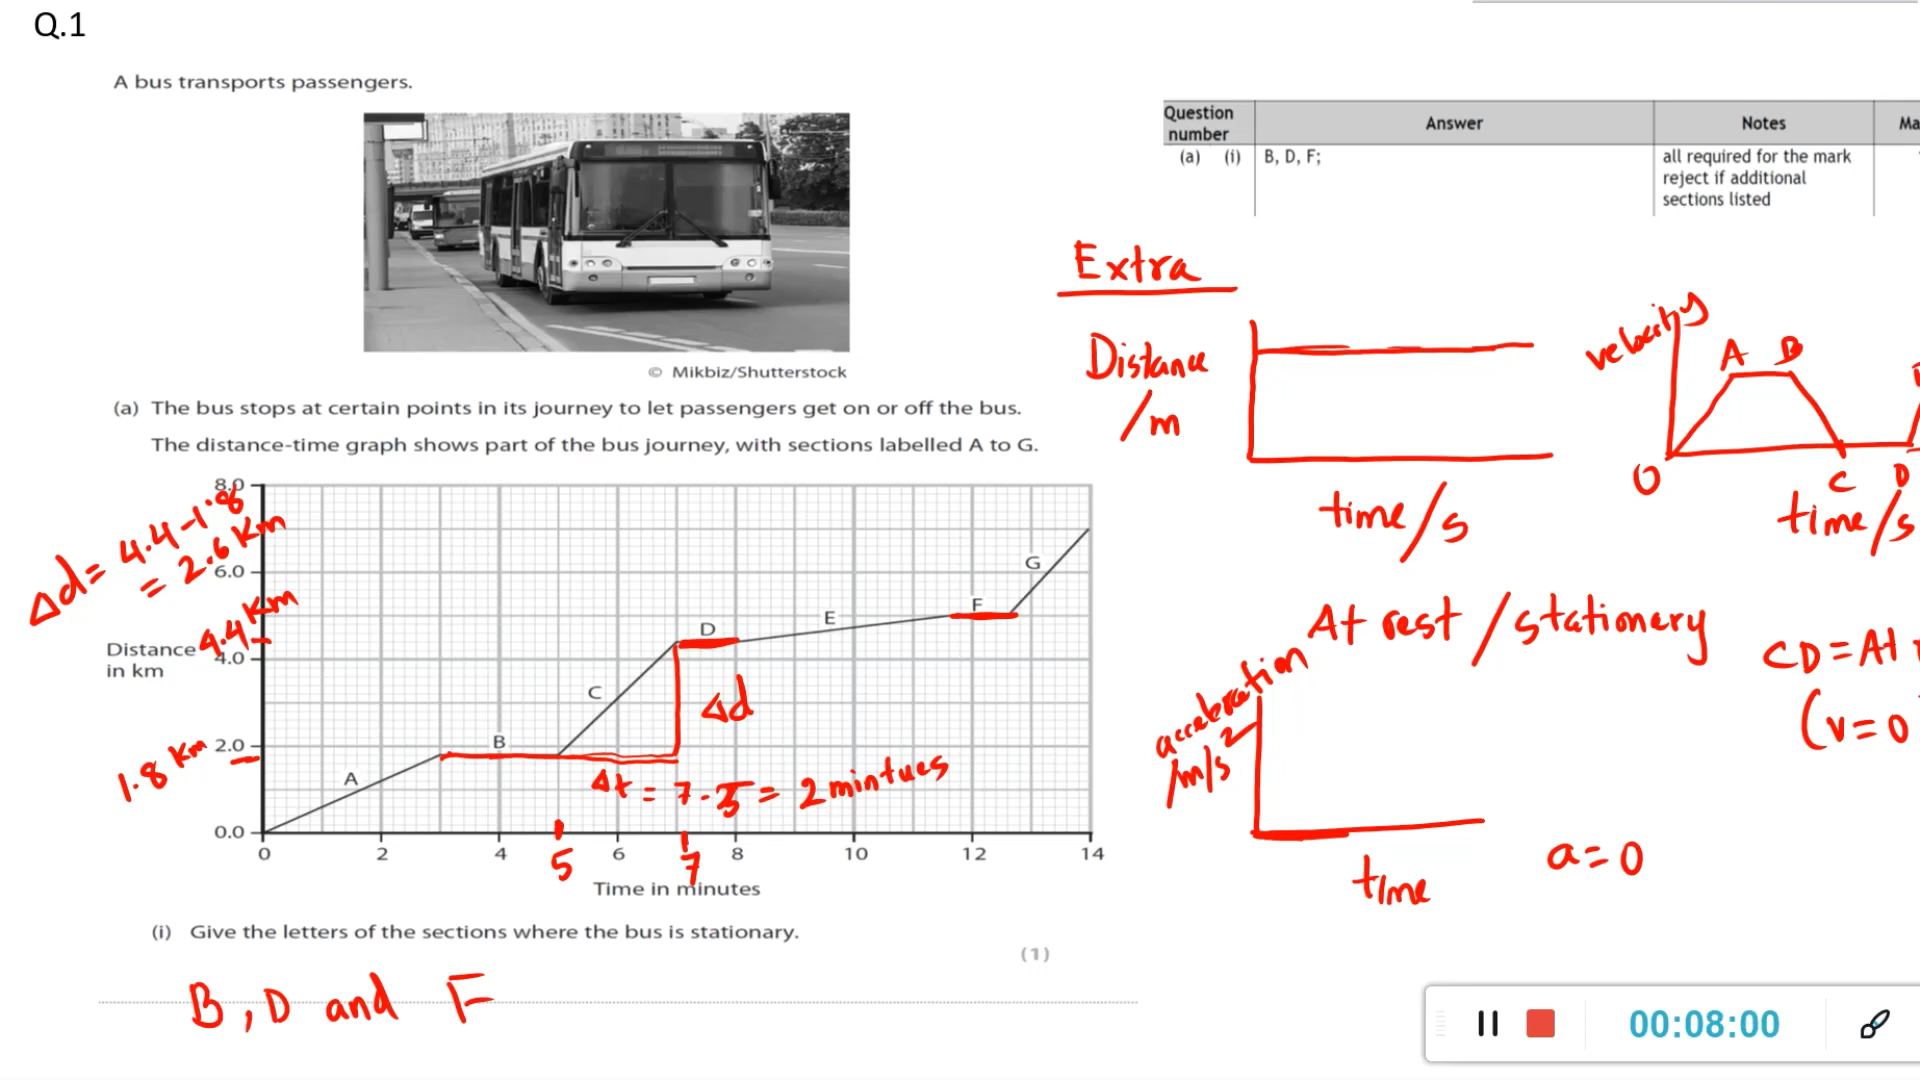 Q.1
A bus transports passengers.
© Mikbiz/Shutterstock
(a) The bus stops at certain points in its journey to let passengers get on or off the bus.
The distance-time graph shows part of the bus journey, with sections labelled A to G.
Δd = 4.4-1.8
= 2.6 Km
4.4 Km
1.8 Km
8.0
6.0
4.0
2.0
0.0
Distance
in km
A
B
C
D
E
F
G
Δd
Δt = 7-5 = 2 mintues
0 2 4 6 8 10 12 14
5
7
Time in minutes
(i) Give the letters of the sections where the bus is stationary.
(1)
B, D and F
Question number Answer Notes Ma
(a) (i) B, D, F; all required for the mark
reject if additional
sections listed
Extra
Distance
/m
time/s
velocity
A B
O C D
time/s
At rest / stationery
CD = At
(v=0
acceleration
/m/s2
time
a=0
00:08:00